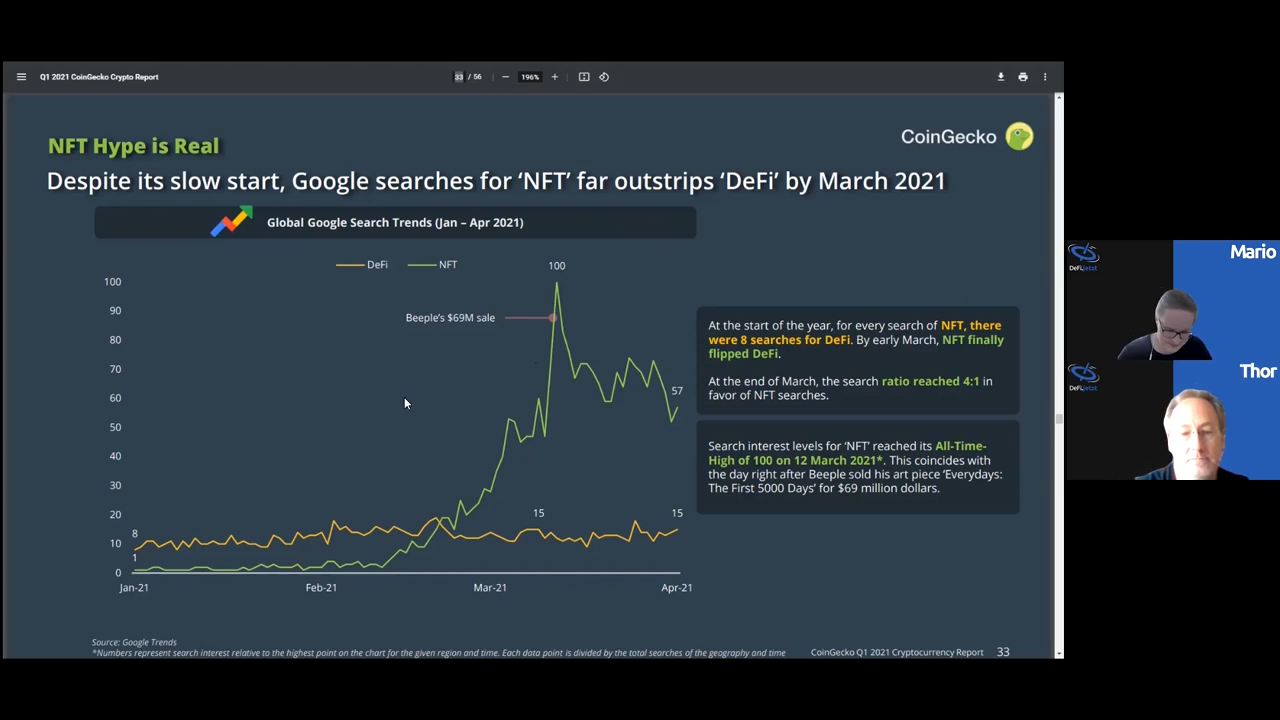 Q1 2021 CoinGecko Crypto Report
33 / 56
196%
NFT Hype is Real
CoinGecko
Despite its slow start, Google searches for ‘NFT’ far outstrips ‘DeFi’ by March 2021
Global Google Search Trends (Jan – Apr 2021)
DeFi
NFT
100
100
90
80
70
60
50
40
30
20
10
0
Beeple's $69M sale
57
15
15
8
1
Jan-21
Feb-21
Mar-21
Apr-21
At the start of the year, for every search of NFT, there
were 8 searches for DeFi. By early March, NFT finally
flipped DeFi.
At the end of March, the search ratio reached 4:1 in
favor of NFT searches.
Search interest levels for ‘NFT’ reached its All-Time-
High of 100 on 12 March 2021*. This coincides with
the day right after Beeple sold his art piece ‘Everydays:
The First 5000 Days’ for $69 million dollars.
Source: Google Trends
*Numbers represent search interest relative to the highest point on the chart for the given region and time. Each data point is divided by the total searches of the geography and time
CoinGecko Q1 2021 Cryptocurrency Report
33
Mario
DeFi.Jetzt
Thor
DeFi.Jetzt